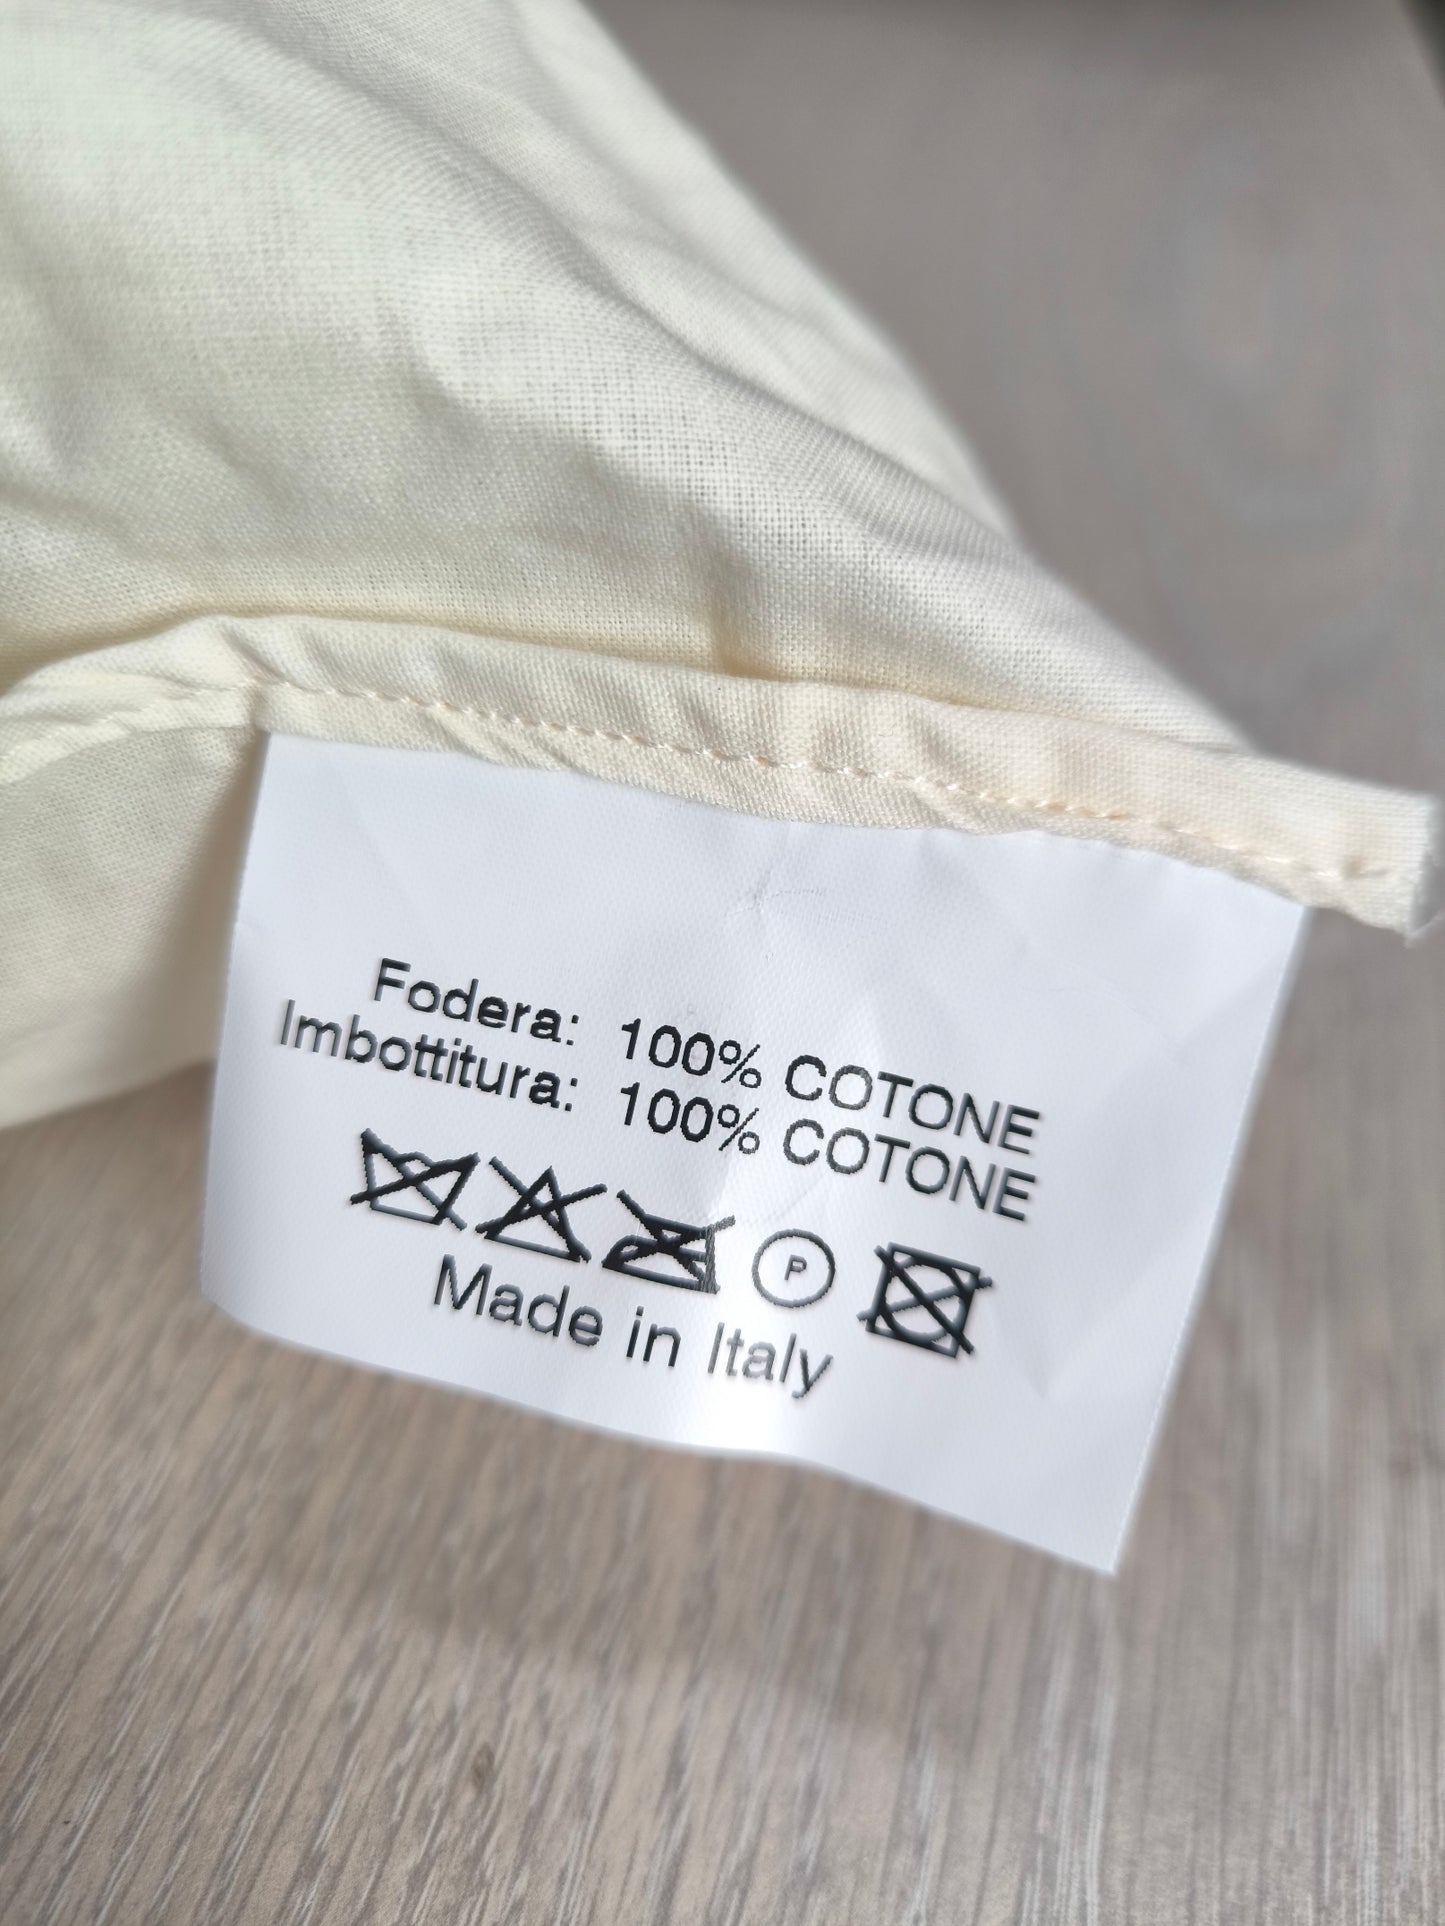 Fodera: 100% COTONE
Imbottitura: 100% COTONE
P
Made in Italy